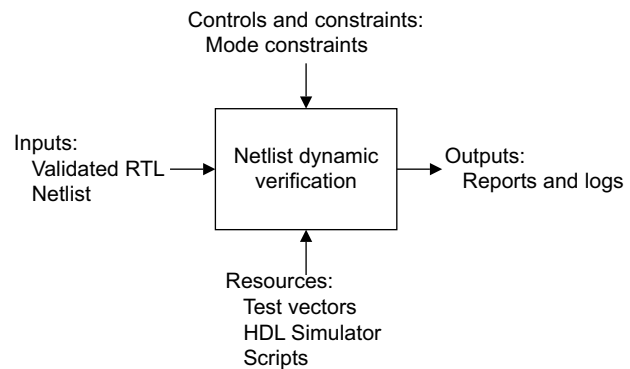 Controls and constraints:
Mode constraints
Inputs:
Validated RTL
Netlist
Netlist dynamic
verification
Outputs:
Reports and logs
Resources:
Test vectors
HDL Simulator
Scripts